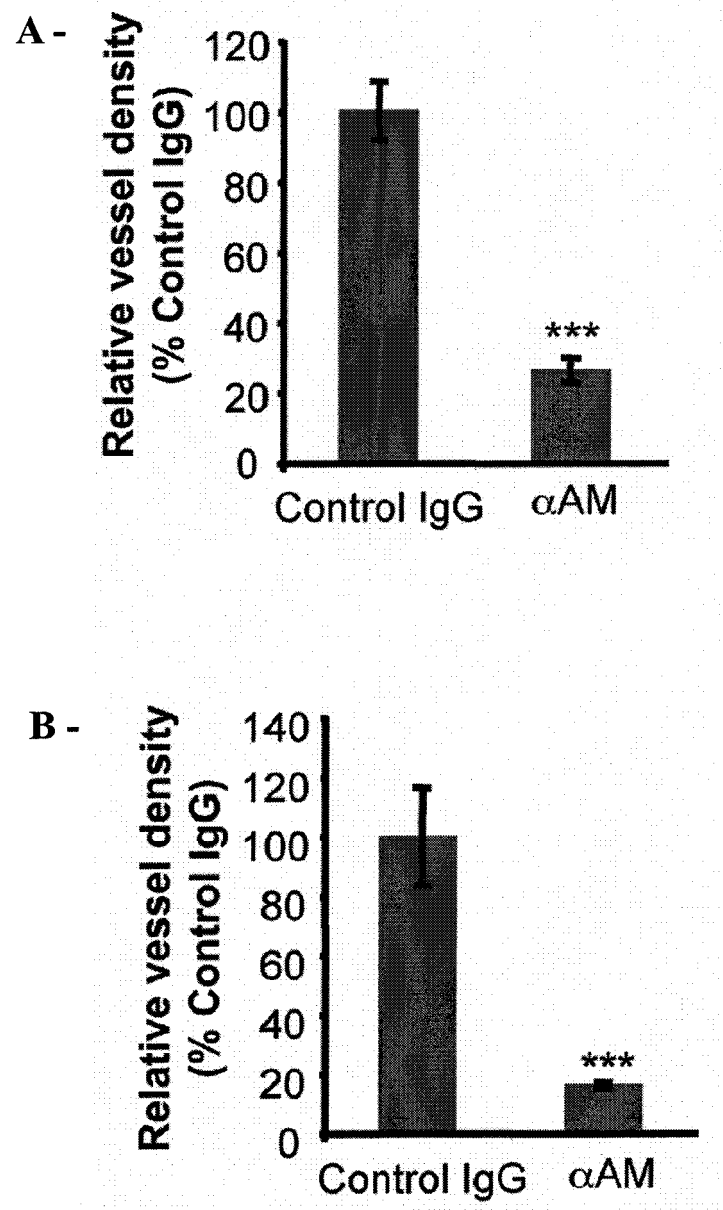 A -
Relative vessel density
(% Control IgG)
120
100
80
60
40
20
0
***
Control IgG
αAM
B -
Relative vessel density
(% Control IgG)
140
120
100
80
60
40
20
0
***
Control IgG
αAM